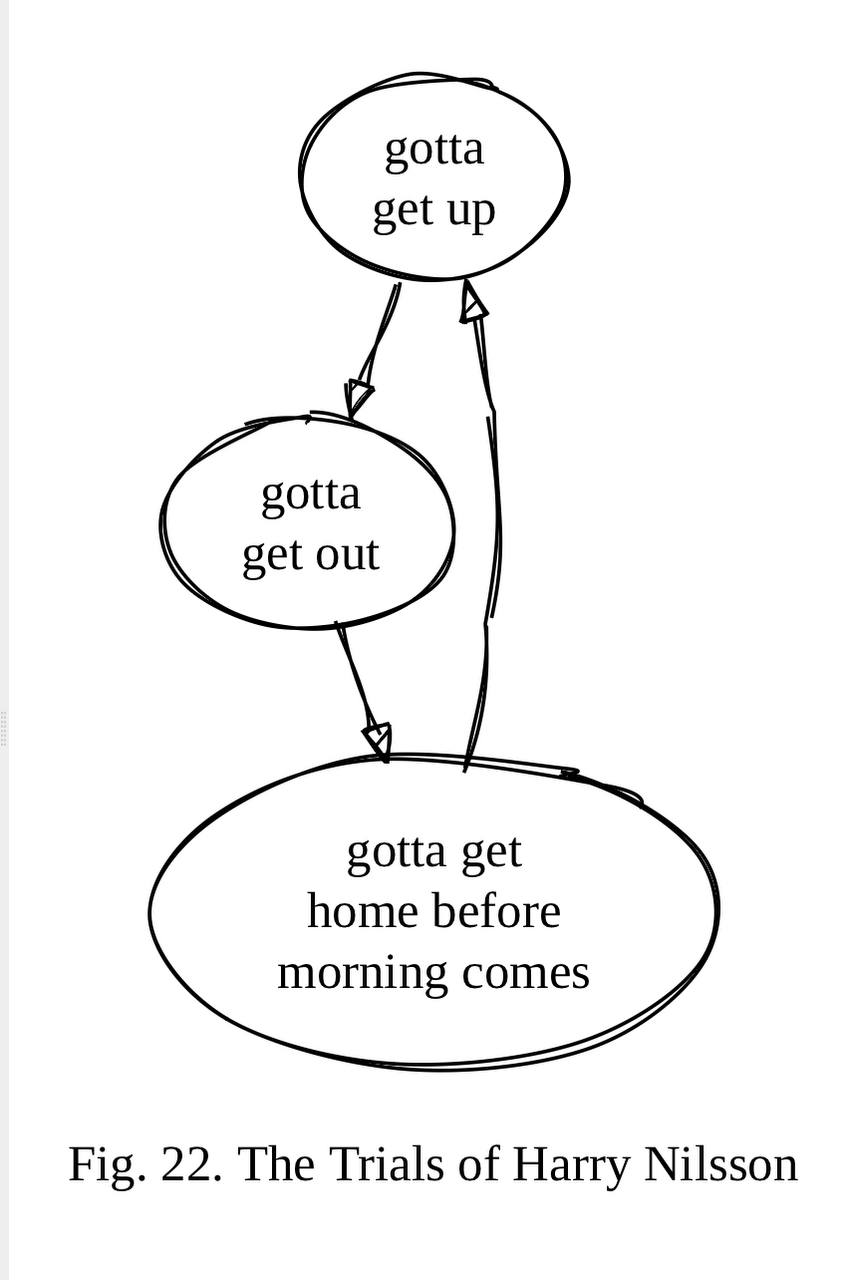 gotta
get up
gotta
get out
gotta get
home before
morning comes
Fig. 22. The Trials of Harry Nilsson